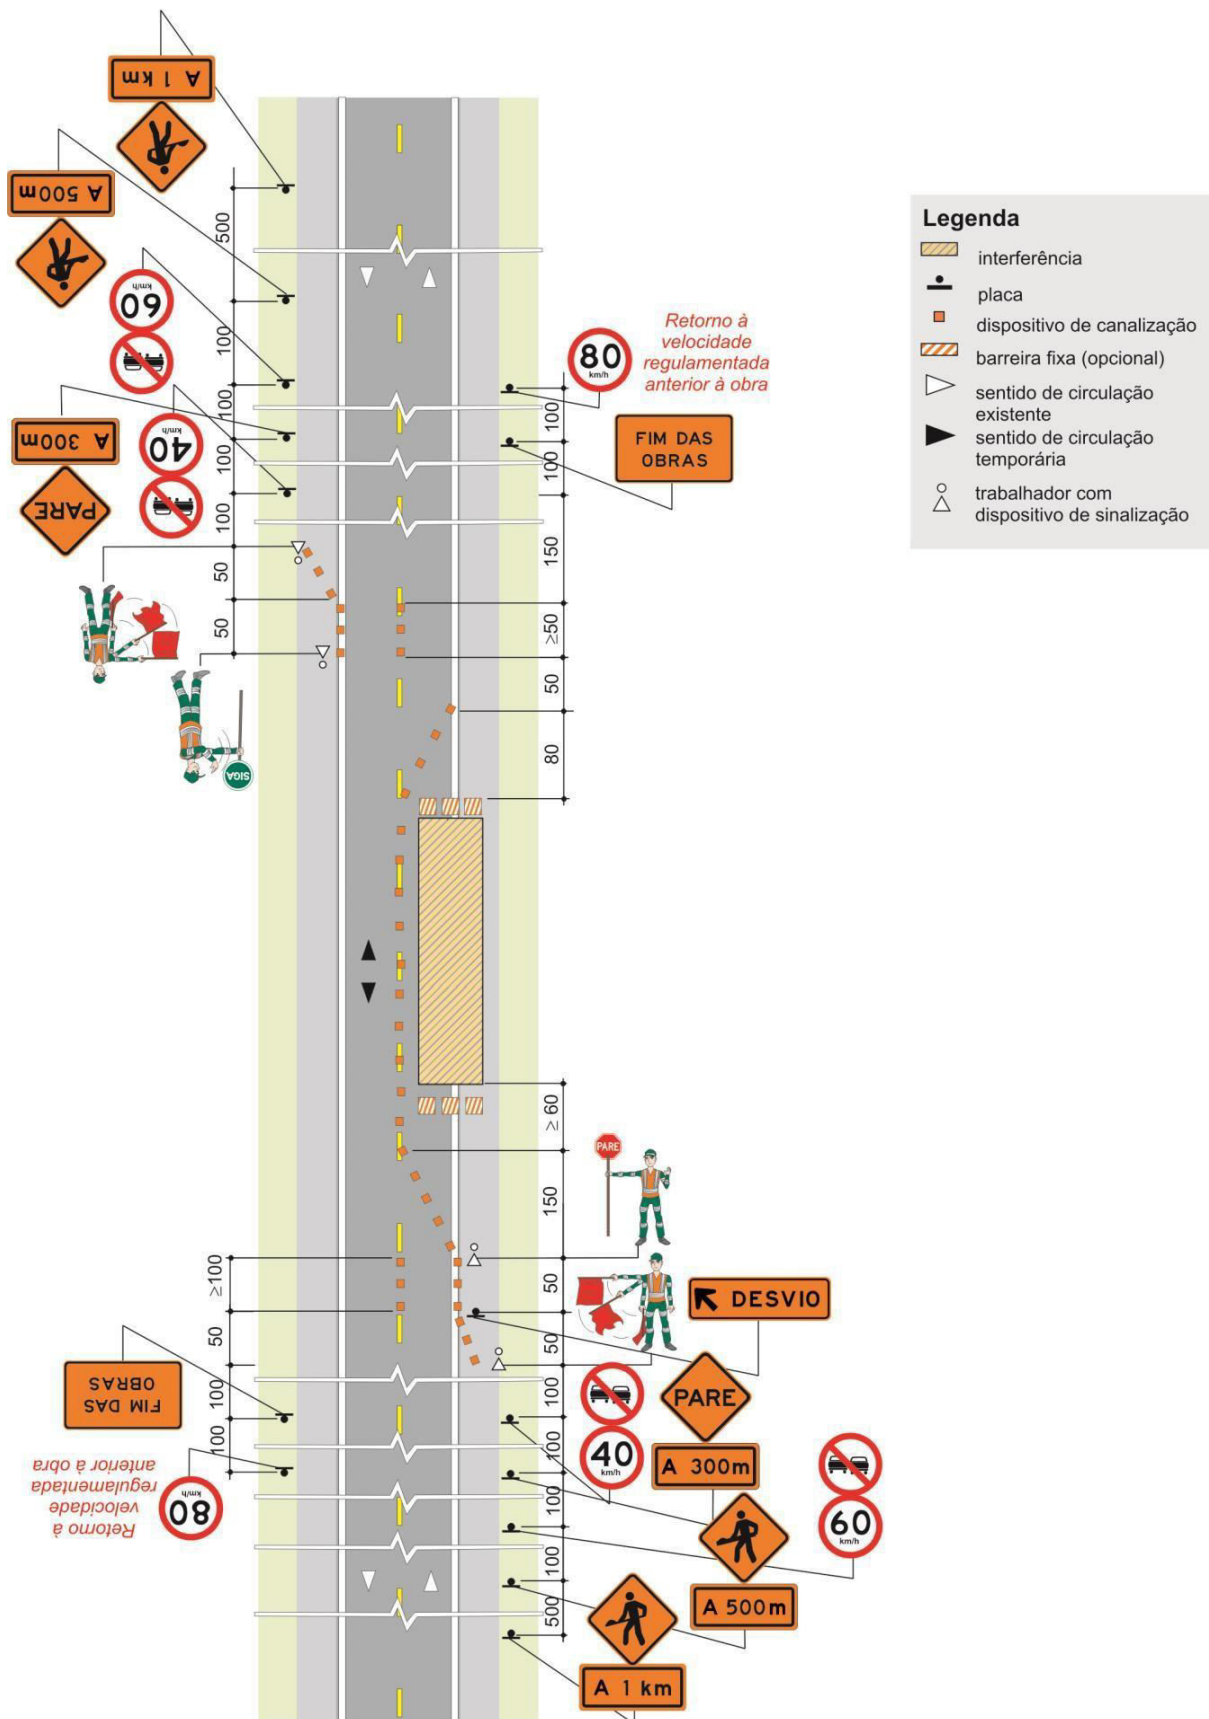 A 1 km
A 500m
60
km/h
A 300m
40
km/h
PARE
SIGA
500
100
100
100
100
50
50
80
km/h
Retorno à
velocidade
regulamentada
anterior à obra
FIM DAS
OBRAS
100
100
150
≥50
50
80
Legenda
interferência
placa
dispositivo de canalização
barreira fixa (opcional)
sentido de circulação
existente
sentido de circulação
temporária
trabalhador com
dispositivo de sinalização
≥ 60
150
50
50
100
100
100
100
500
PARE
DESVIO
PARE
A 300m
40
km/h
60
km/h
A 500m
A 1 km
≥100
50
100
100
FIM DAS
OBRAS
Retorno à
velocidade
regulamentada
anterior à obra
80
km/h